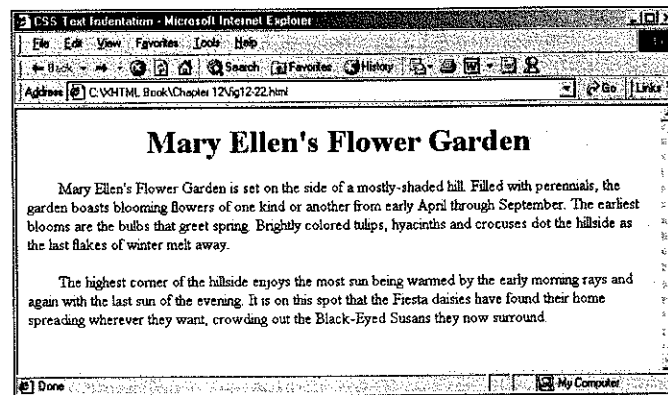 CSS Text Indentation - Microsoft Internet Explorer
File Edit View Favorites Tools Help
Back Search Favorites History
Address C:\XHTML Book\Chapter 12\fig12-22.html Go Links
Mary Ellen's Flower Garden
Mary Ellen's Flower Garden is set on the side of a mostly-shaded hill. Filled with perennials, the
garden boasts blooming flowers of one kind or another from early April through September. The earliest
blooms are the bulbs that greet spring. Brightly colored tulips, hyacinths and crocuses dot the hillside as
the last flakes of winter melt away.
The highest corner of the hillside enjoys the most sun being warmed by the early morning rays and
again with the last sun of the evening. It is on this spot that the Fiesta daisies have found their home
spreading wherever they want, crowding out the Black-Eyed Susans they now surround.
Done My Computer